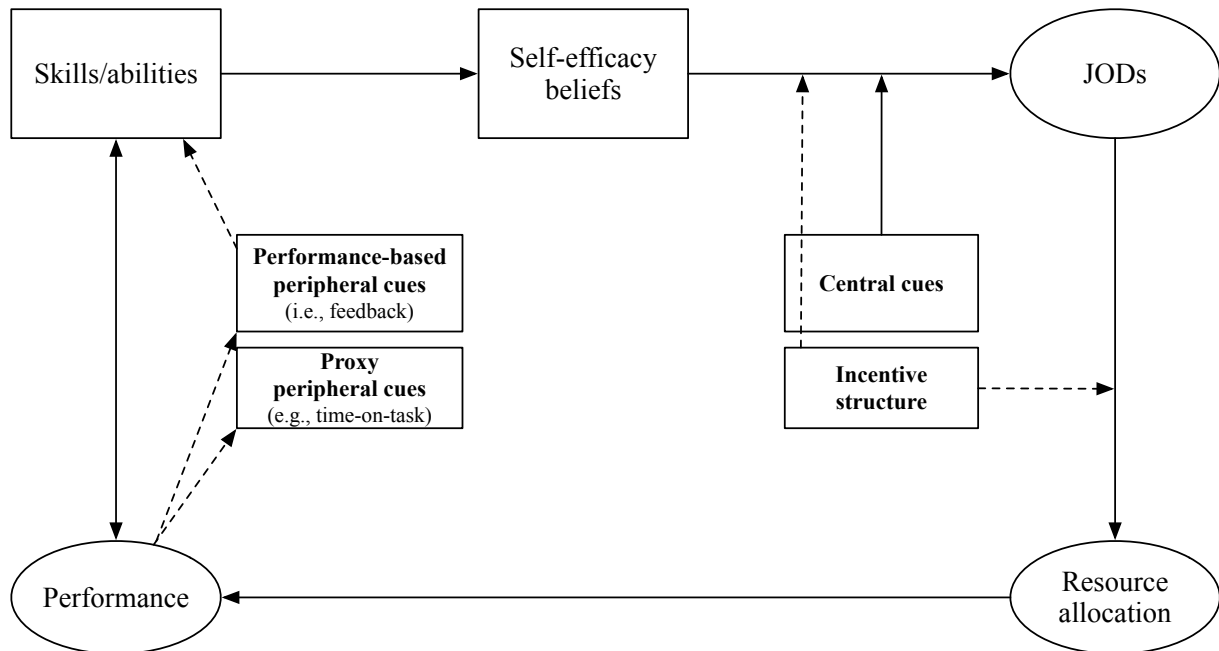 Skills/abilities
Self-efficacy
beliefs
JODs
Performance-based
peripheral cues
(i.e., feedback)
Central cues
Proxy
peripheral cues
(e.g., time-on-task)
Incentive
structure
Performance
Resource
allocation